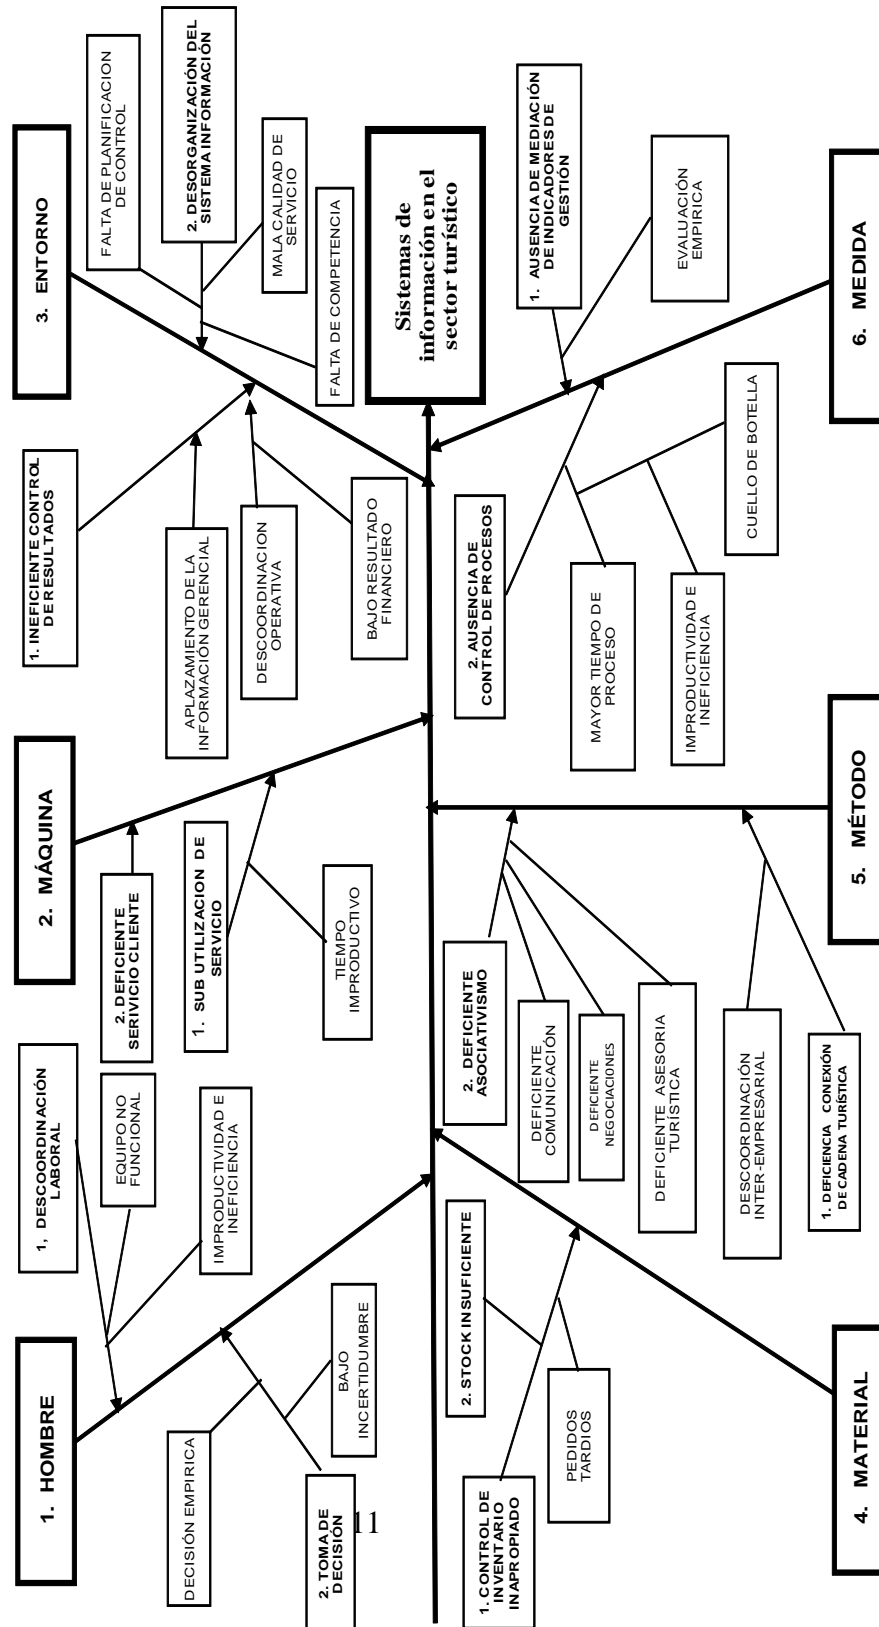 1. HOMBRE
1, DESCOORDINACIÓN
LABORAL
EQUIPO NO
FUNCIONAL
IMPRODUCTIVIDAD E
INEFICIENCIA
DECISIÓN EMPIRICA
2. TOMA DE
DECISIÓN
BAJO
INCERTIDUMBRE
2. MÁQUINA
2. DEFICIENTE
SERIVICIO CLIENTE
1. SUB UTILIZACION DE
SERVICIO
TIEMPO
IMPRODUCTIVO
3. ENTORNO
1. INEFICIENTE CONTROL
DE RESULTADOS
APLAZAMIENTO DE LA
INFORMACIÓN GERENCIAL
DESCOORDINACION
OPERATIVA
BAJO RESULTADO
FINANCIERO
FALTA DE PLANIFICACION
DE CONTROL
2. DESORGANIZACIÓN DEL
SISTEMA INFORMACIÓN
MALA CALIDAD DE
SERVICIO
FALTA DE COMPETENCIA
Sistemas de
información en el
sector turístico
4. MATERIAL
1. CONTROL DE
INVENTARIO
INAPROPIADO
2. STOCK INSUFICIENTE
PEDIDOS
TARDIOS
5. MÉTODO
2. DEFICIENTE
ASOCIATIVISMO
DEFICIENTE
COMUNICACIÓN
DEFICIENTE
NEGOCIACIONES
DEFICIENTE ASESORIA
TURÍSTICA
DESCOORDINACIÓN
INTER-EMPRESARIAL
1. DEFICIENCIA CONEXIÓN
DE CADENA TURÍSTICA
6. MEDIDA
2. AUSENCIA DE
CONTROL DE PROCESOS
MAYOR TIEMPO DE
PROCESO
IMPRODUCTIVIDAD E
INEFICIENCIA
CUELLO DE BOTELLA
1. AUSENCIA DE MEDIACIÓN
DE INDICADORES DE
GESTIÓN
EVALUACIÓN
EMPIRICA
11